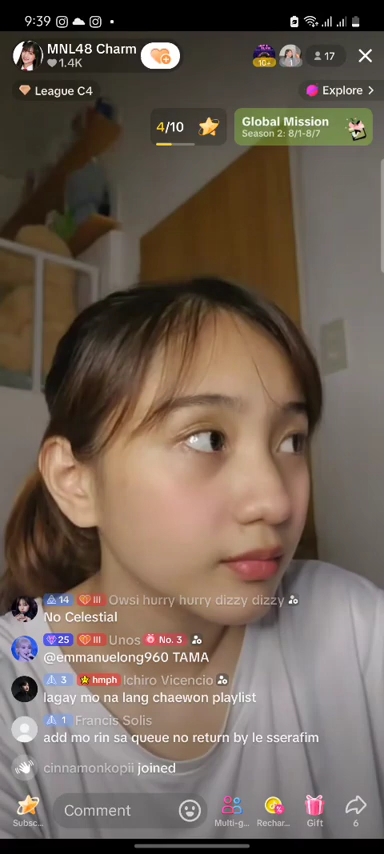 9:39
MNL48 Charm
1.4K
1C+
17
League C4
Explore >
4/10
Global Mission
Season 2: 8/1-8/7
14 III Owsi hurry hurry dizzy dizzy
No Celestial
25 III Unos No. 3
@emmanuelong960 TAMA
3 hmph Ichiro Vicencio
lagay mo na lang chaewon playlist
1 Francis Solis
add mo rin sa queue no return by le sserafim
cinnamonkopii joined
Comment
Subsc... Multi-g... Rechar... Gift 6